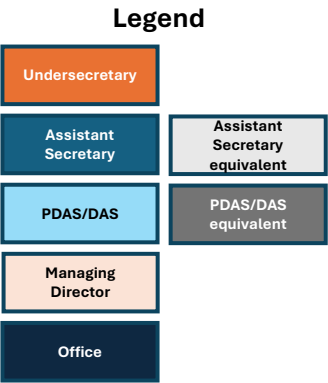 Legend
Undersecretary
Assistant
Secretary
Assistant
Secretary
equivalent
PDAS/DAS
PDAS/DAS
equivalent
Managing
Director
Office